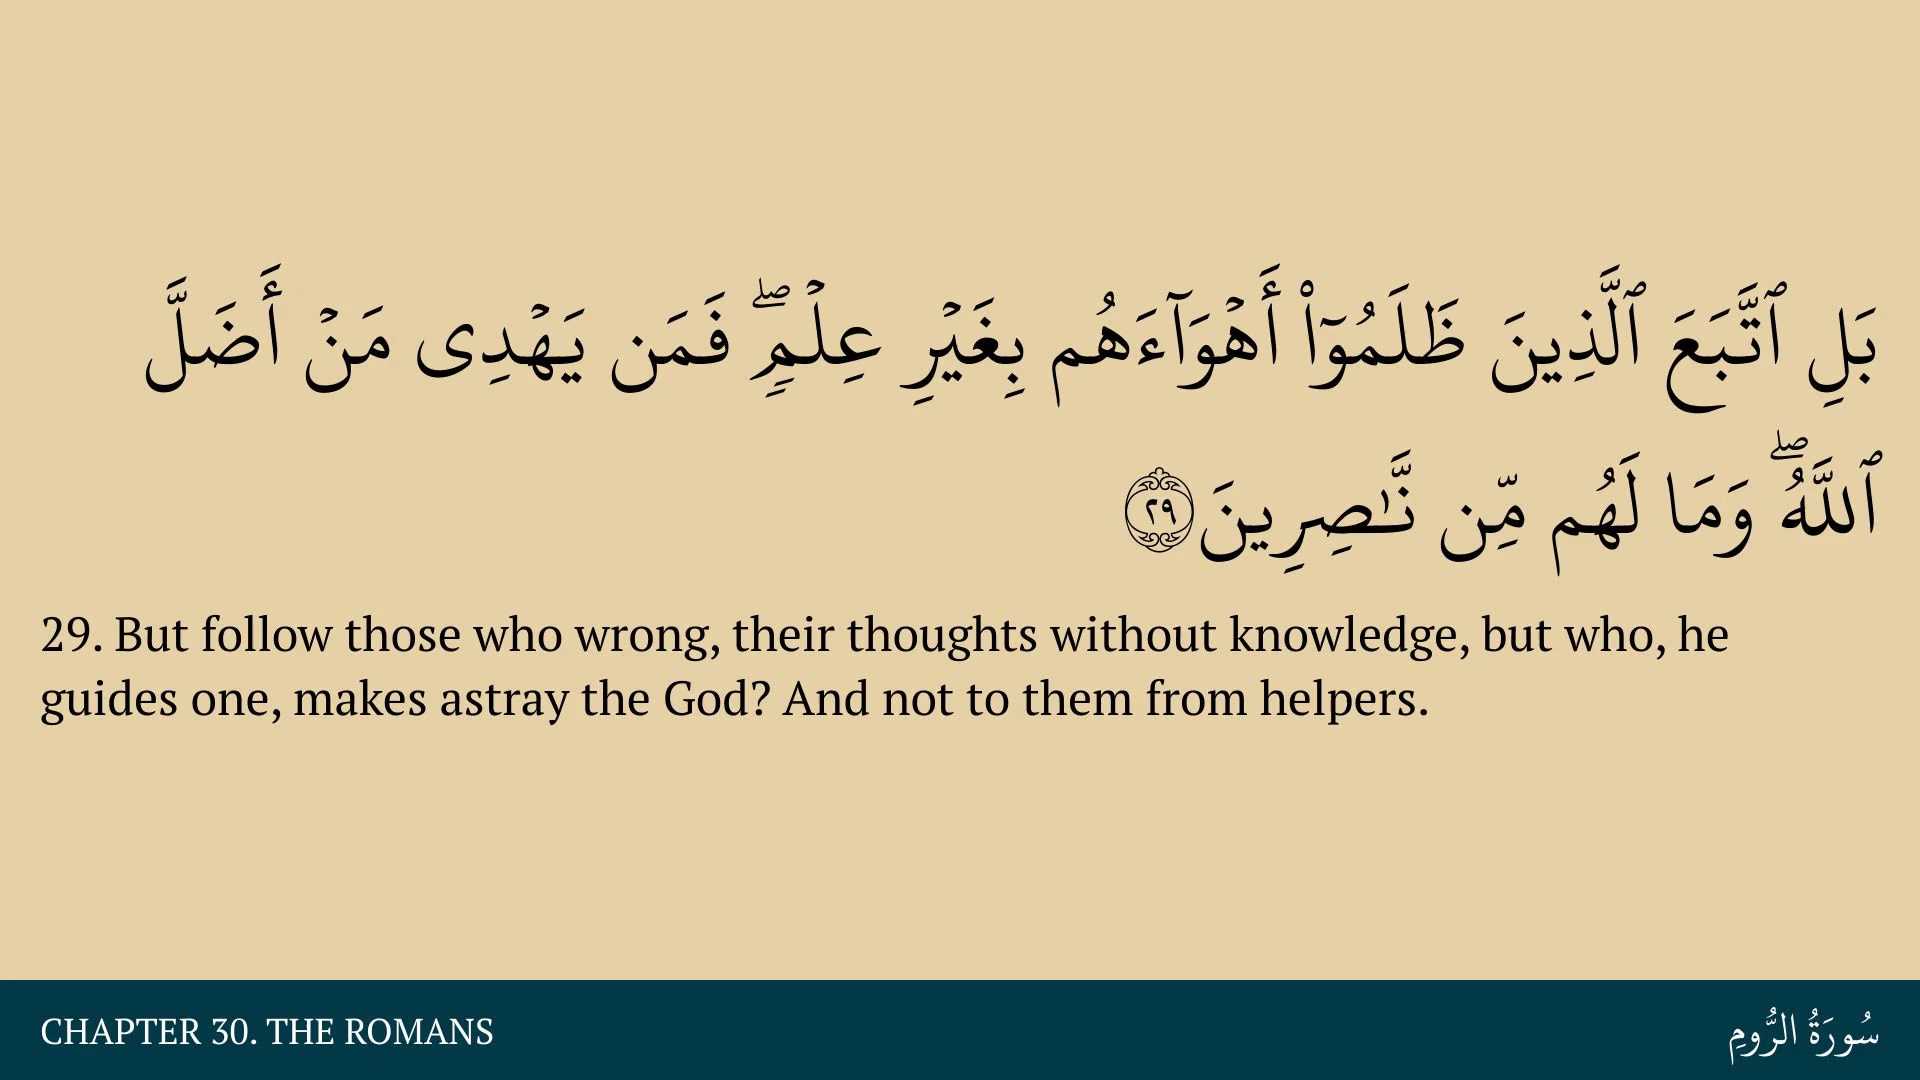 بَلِ ٱتَّبَعَ ٱلَّذِينَ ظَلَمُوٓا۟ أَهْوَآءَهُم بِغَيْرِ عِلْمٍۢ ۖ فَمَن يَهْدِى مَنْ أَضَلَّ
ٱللَّهُ ۖ وَمَا لَهُم مِّن نَّـٰصِرِينَ ٢٩
29. But follow those who wrong, their thoughts without knowledge, but who, he
guides one, makes astray the God? And not to them from helpers.
CHAPTER 30. THE ROMANS
سُورَةُ الرُّومِ